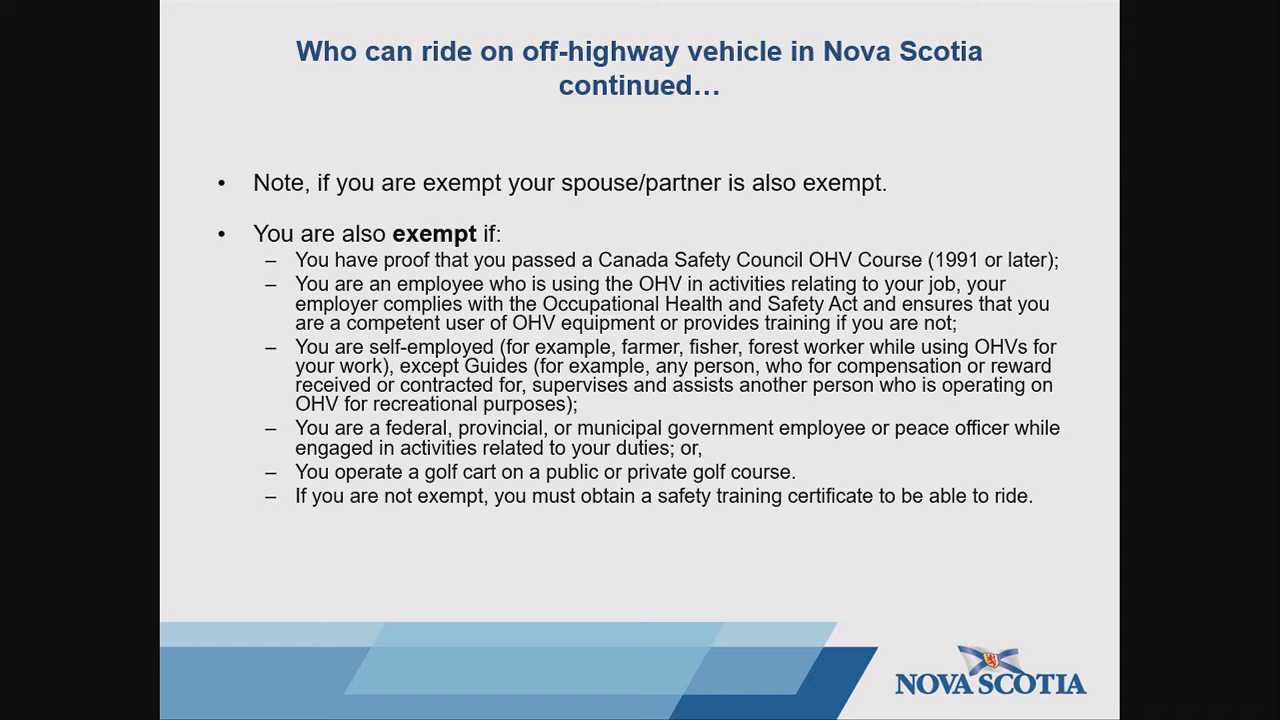 Who can ride on off-highway vehicle in Nova Scotia
continued…
• Note, if you are exempt your spouse/partner is also exempt.
• You are also exempt if:
– You have proof that you passed a Canada Safety Council OHV Course (1991 or later);
– You are an employee who is using the OHV in activities relating to your job, your
employer complies with the Occupational Health and Safety Act and ensures that you
are a competent user of OHV equipment or provides training if you are not;
– You are self-employed (for example, farmer, fisher, forest worker while using OHVs for
your work), except Guides (for example, any person, who for compensation or reward
received or contracted for, supervises and assists another person who is operating on
OHV for recreational purposes);
– You are a federal, provincial, or municipal government employee or peace officer while
engaged in activities related to your duties; or,
– You operate a golf cart on a public or private golf course.
– If you are not exempt, you must obtain a safety training certificate to be able to ride.
NOVA SCOTIA